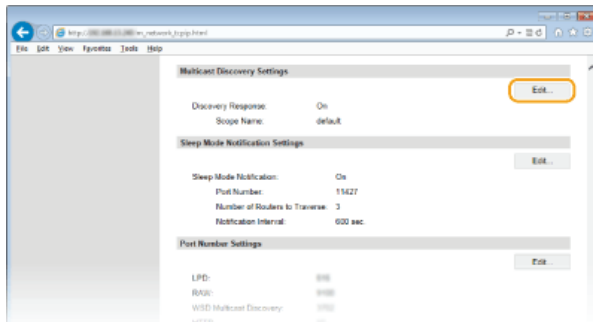 File Edit View Favorites Tools Help
Multicast Discovery Settings
Edit...
Discovery Response: On
Scope Name: default
Sleep Mode Notification Settings
Edit...
Sleep Mode Notification: On
Port Number: 11427
Number of Routers to Traverse: 3
Notification Interval: 600 sec.
Port Number Settings
Edit...
LPD:
RAW:
WSD Multicast Discovery: